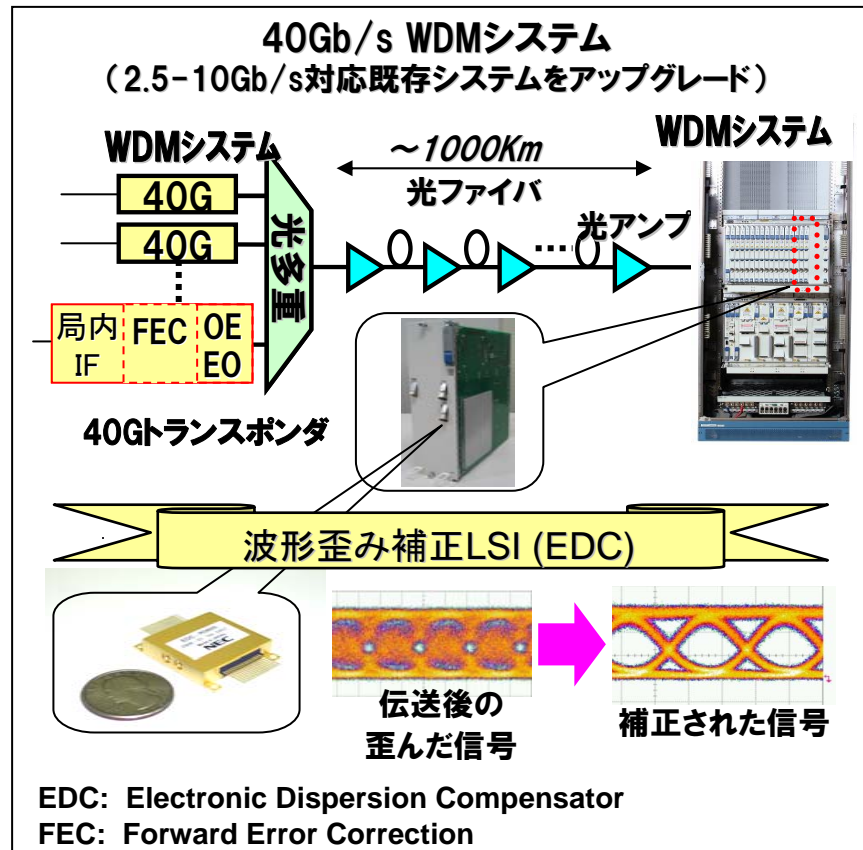 40Gb/s WDMシステム
（2.5-10Gb/s対応既存システムをアップグレード）
WDMシステム
～1000Km
WDMシステム
光ファイバ
40G
40G
光多重
光アンプ
局内
IF
FEC
OE
EO
40Gトランスポンダ
波形歪み補正LSI (EDC)
NEC
伝送後の
歪んだ信号
補正された信号
EDC: Electronic Dispersion Compensator
FEC: Forward Error Correction